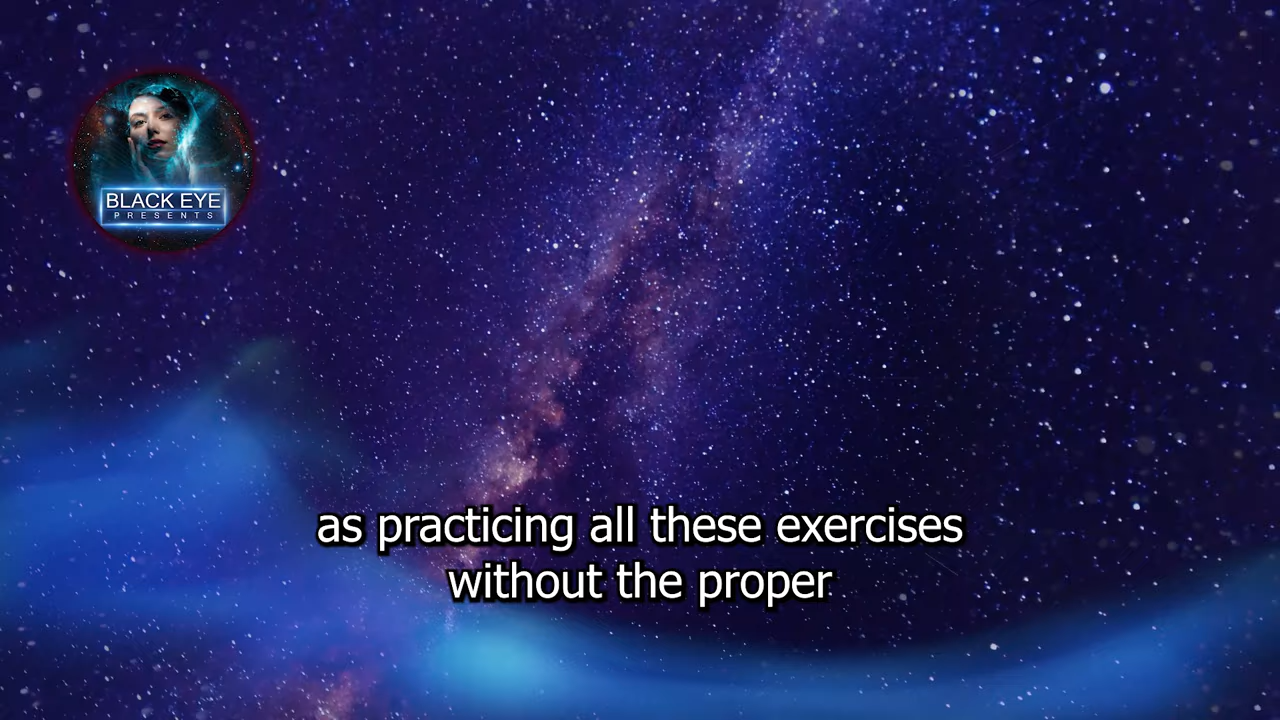 BLACK EYE
PRESENTS
as practicing all these exercises
without the proper